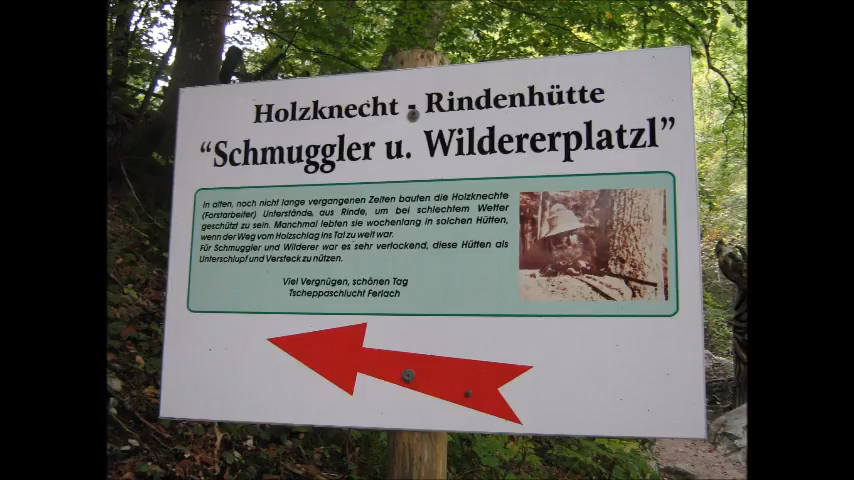 Holzknecht - Rindenhütte
“Schmuggler u. Wildererplatzl”
In alten, noch nicht lange vergangenen Zeiten bauten die Holzknechte
(Forstarbeiter) Unterstände, aus Rinde, um bei schlechtem Wetter
geschützt zu sein. Manchmal lebten sie wochenlang in solchen Hütten,
wenn der Weg vom Holzschlag ins Tal zu weit war.
Für Schmuggler und Wilderer war es sehr verlockend, diese Hütten als
Unterschlupf und Versteck zu nützen.
Viel Vergnügen, schönen Tag
Tscheppaschlucht Ferlach